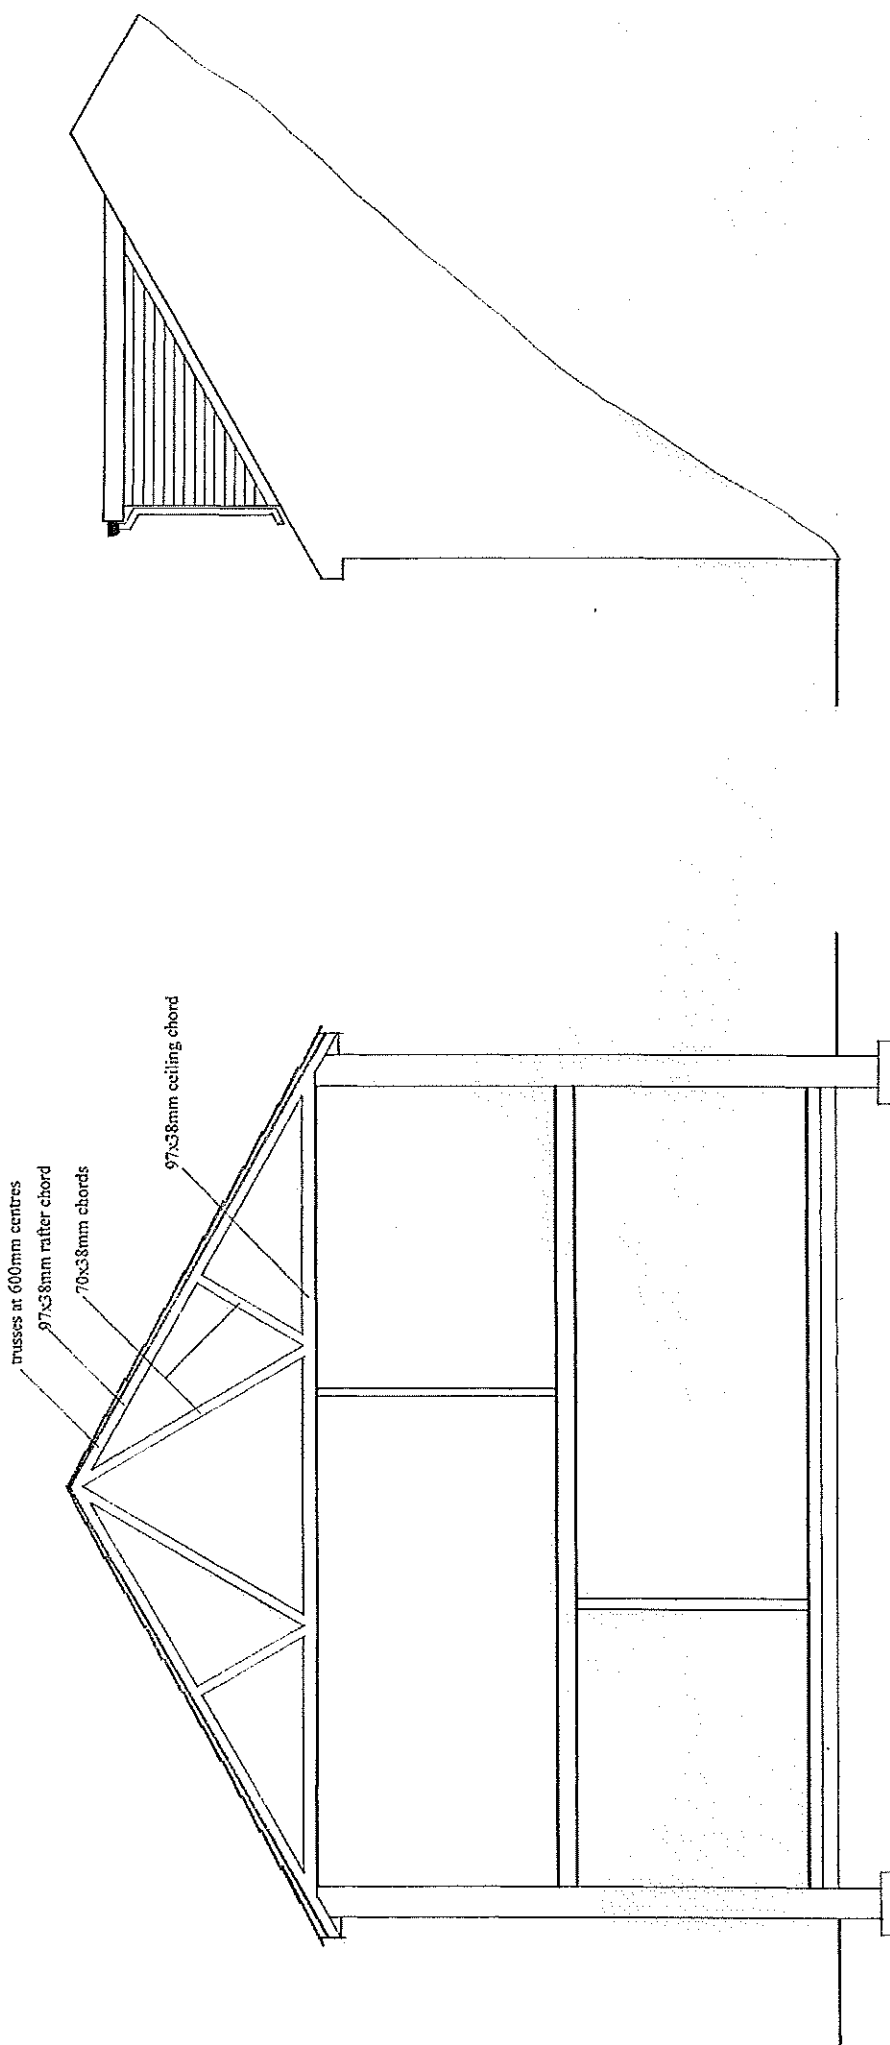 trusses at 600mm centres
97x38mm rafter chord
70x38mm chords
97x38mm ceiling chord